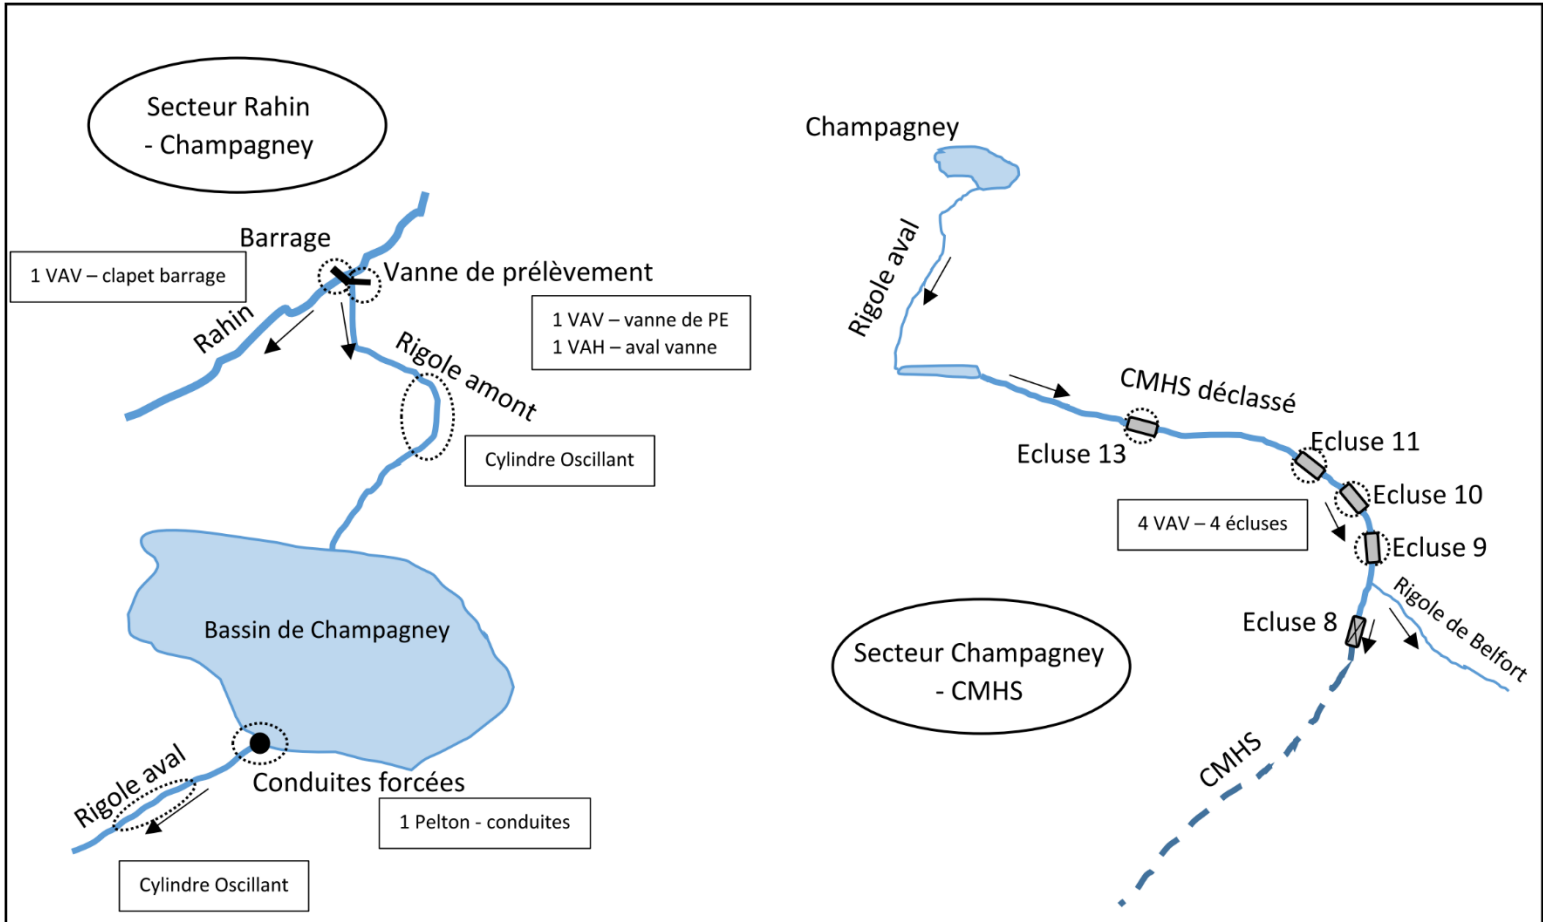 Secteur Rahin
- Champagney
Barrage
1 VAV – clapet barrage
Vanne de prélèvement
1 VAV – vanne de PE
1 VAH – aval vanne
Rahin
Rigole amont
Cylindre Oscillant
Bassin de Champagney
Rigole aval
Conduites forcées
1 Pelton - conduites
Cylindre Oscillant
Champagney
Rigole aval
CMHS déclassé
Ecluse 13
Ecluse 11
Ecluse 10
4 VAV – 4 écluses
Ecluse 9
Rigole de Belfort
Ecluse 8
Secteur Champagney
- CMHS
CMHS